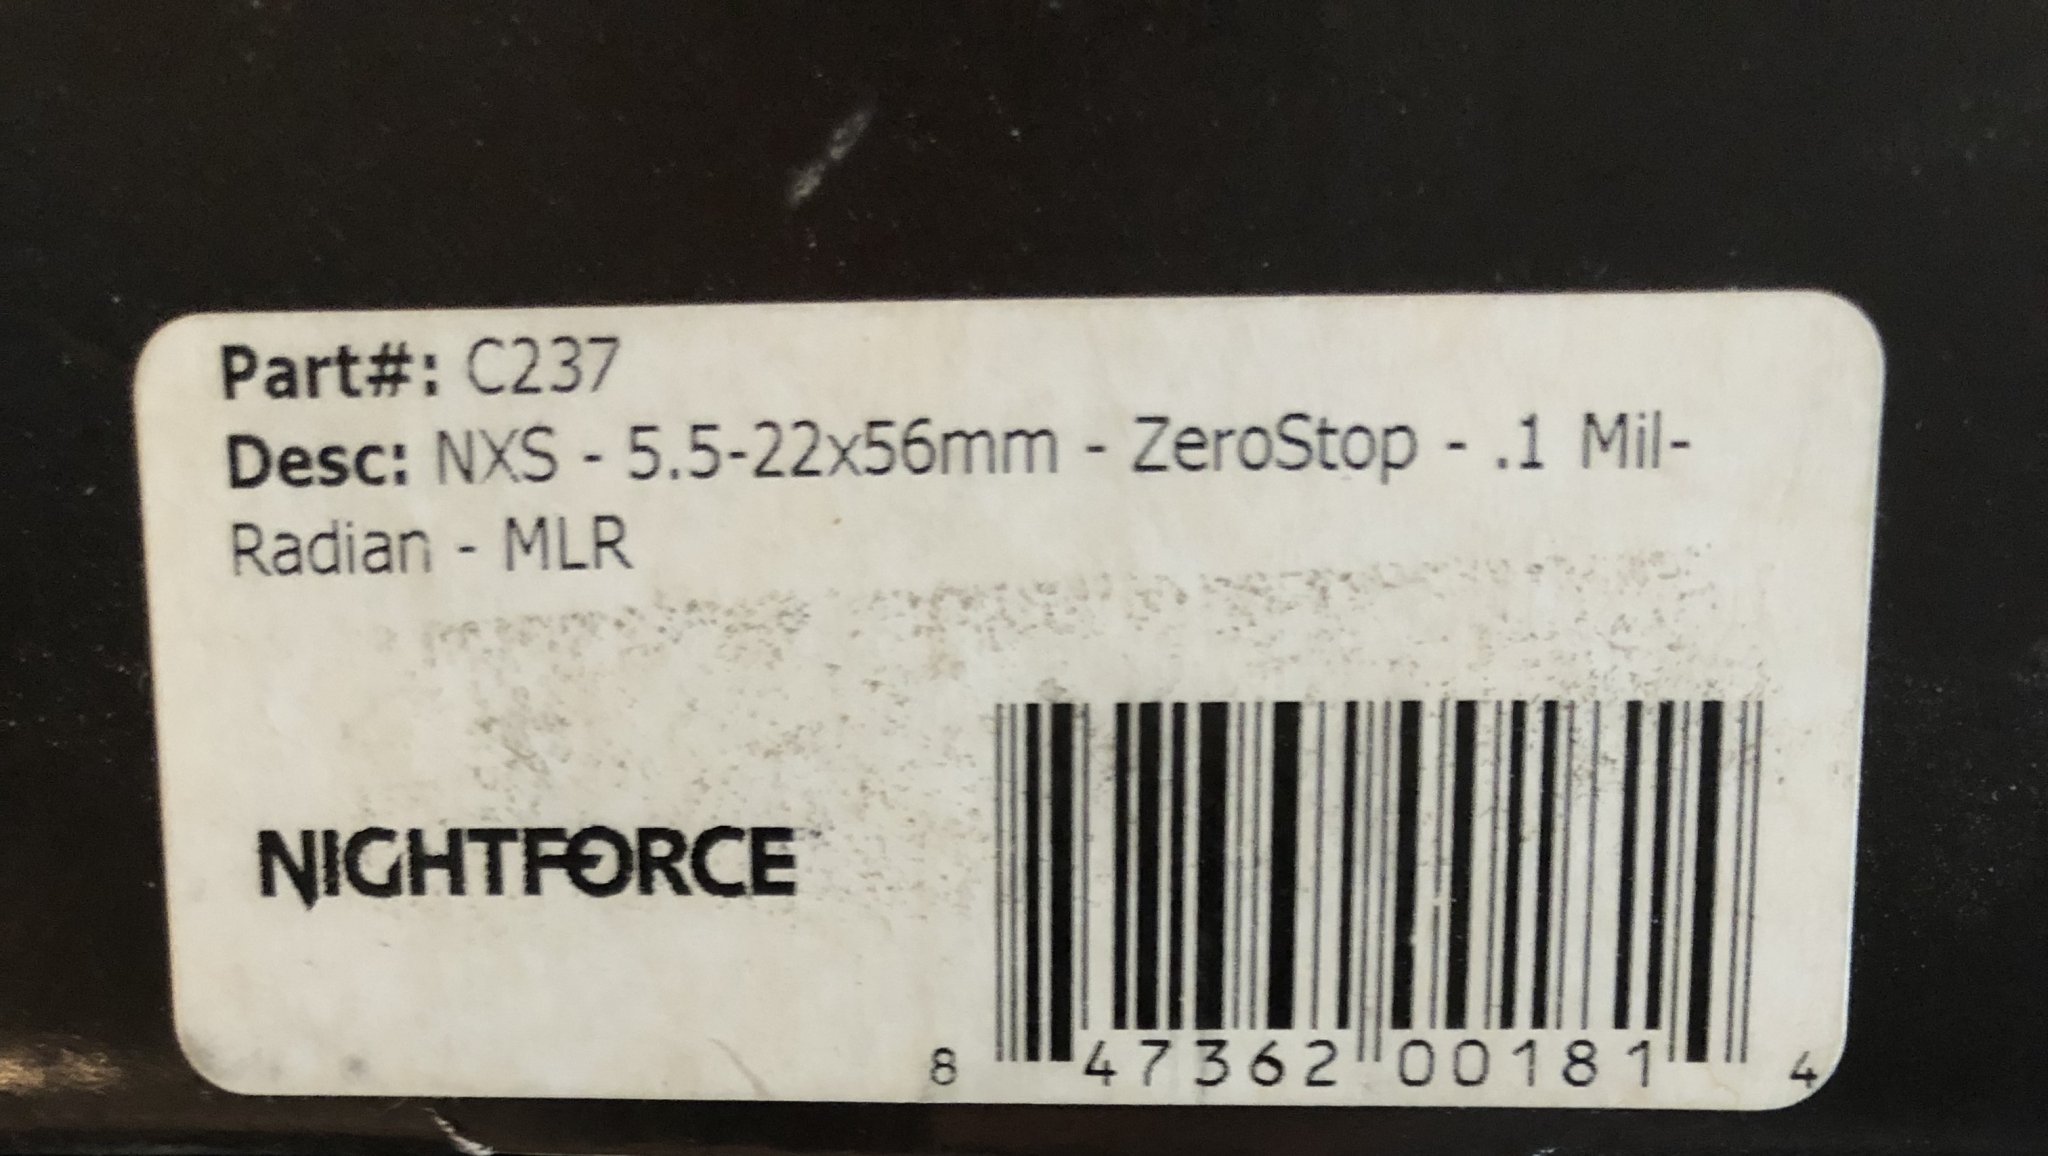 Part#: C237
Desc: NXS - 5.5-22x56mm - ZeroStop - .1 Mil-
Radian - MLR
NIGHTFORCE
8 47362 00181 4